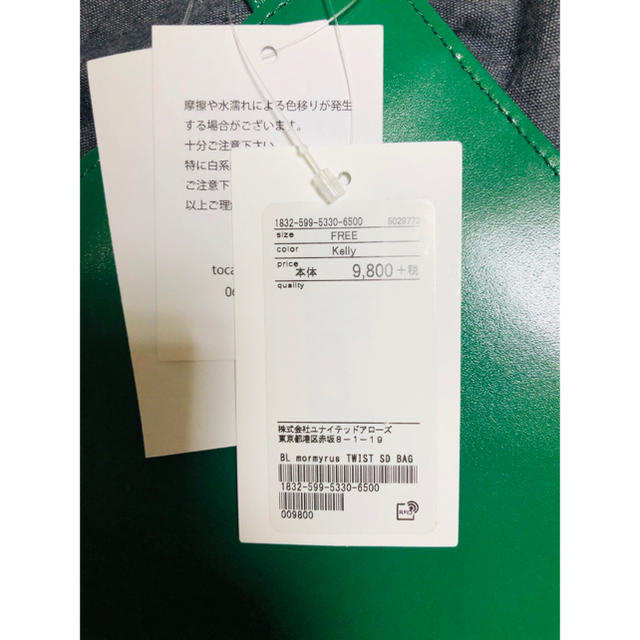 摩擦や水濡れによる色移りが発生
する場合がございます。
十分ご注意下さい
特に白系
ご注意下
以上ご理
toca
06
1832-599-5330-6500
size FREE
color Kelly
price 本体 9,800 +税
quality
株式会社ユナイテッドアローズ
東京都港区赤坂8-1-19
BL mormyrus TWIST SD BAG
1832-599-5330-6500
009800